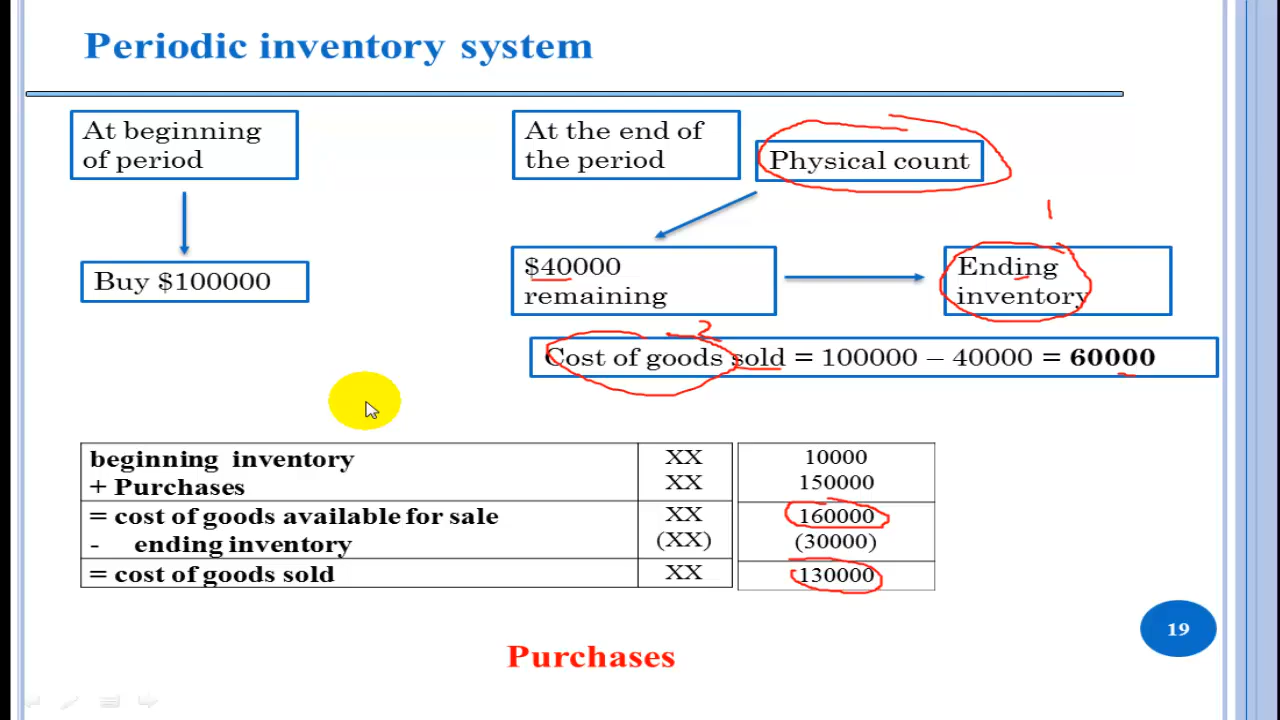 Periodic inventory system
At beginning
of period
At the end of
the period
Physical count
1
Buy $100000
$40000
remaining
Ending
inventory
2
Cost of goods sold = 100000 – 40000 = 60000
beginning inventory XX 10000
+ Purchases XX 150000
= cost of goods available for sale XX 160000
- ending inventory (XX) (30000)
= cost of goods sold XX 130000
19
Purchases